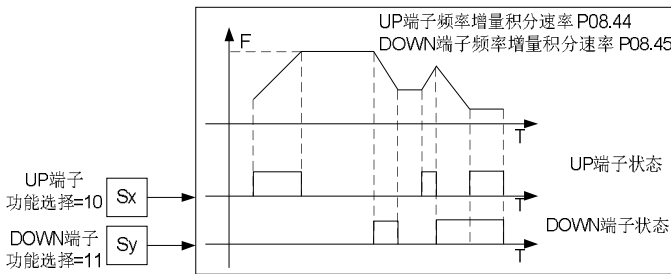 UP端子频率增量积分速率 P08.44
DOWN端子频率增量积分速率 P08.45
F
T
UP端子状态
T
DOWN端子状态
T
UP端子
功能选择=10
Sx
DOWN端子
功能选择=11
Sy